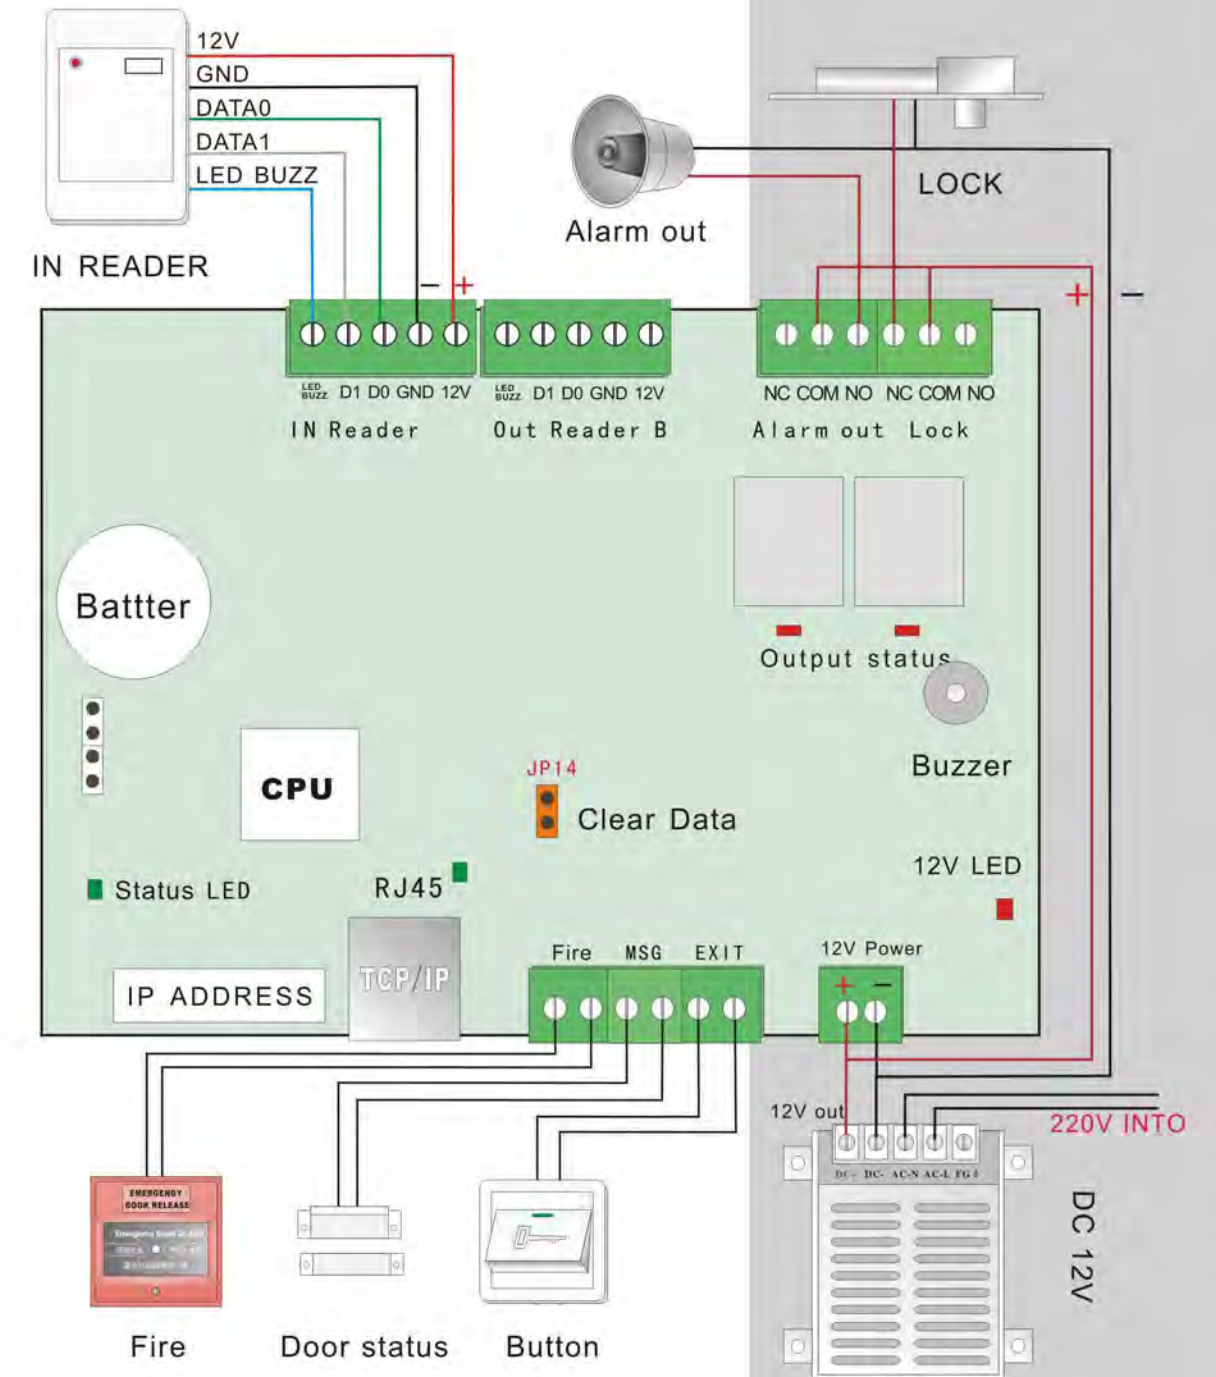 12V
GND
DATA0
DATA1
LED BUZZ
IN READER
Alarm out
LOCK
− +
+ −
LED BUZZ D1 D0 GND 12V
IN Reader
LED BUZZ D1 D0 GND 12V
Out Reader B
NC COM NO NC COM NO
Alarm out Lock
Battter
Output status
Buzzer
CPU
JP14
Clear Data
12V LED
Status LED
RJ45
TCP/IP
IP ADDRESS
Fire MSG EXIT
12V Power
+ −
12V out
220V INTO
DC- AC-N AC-L FG
DC 12V
EMERGENCY
DOOR RELEASE
Fire
Door status
Button